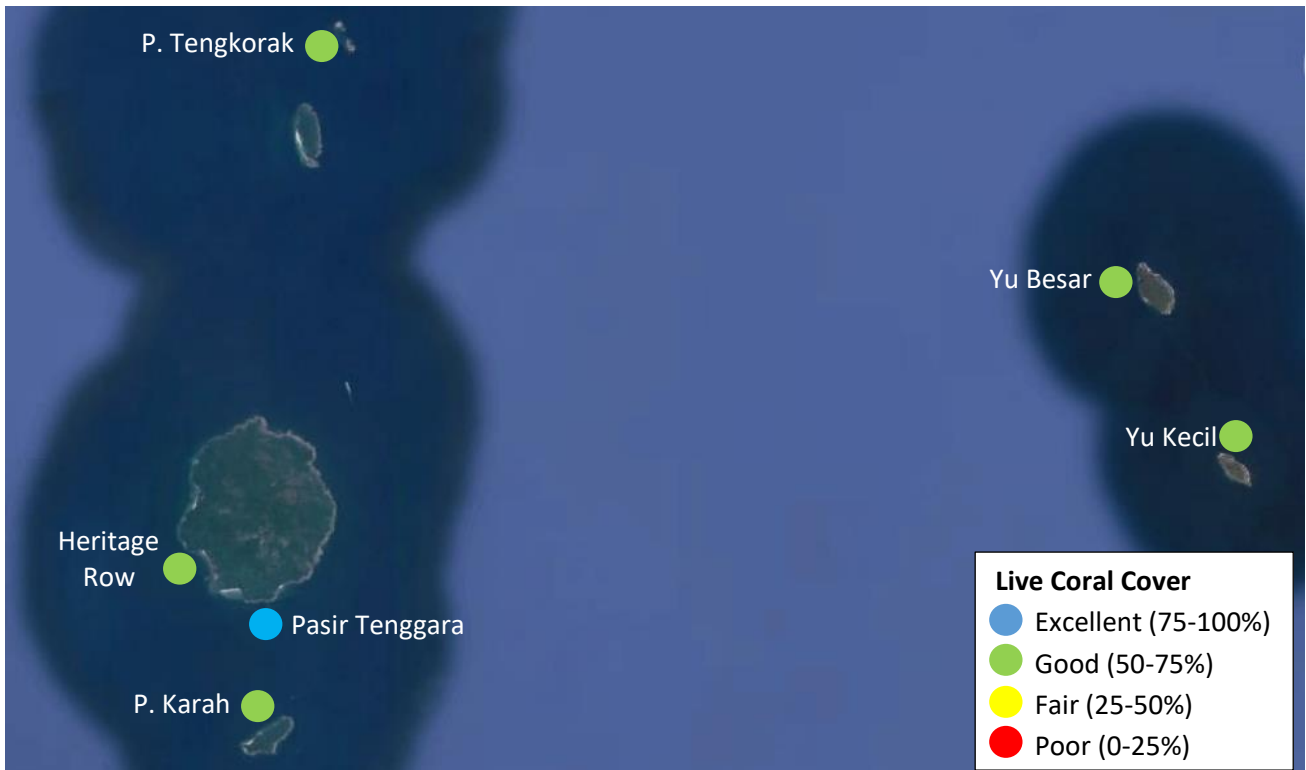 P. Tengkorak
Yu Besar
Yu Kecil
Heritage
Row
Pasir Tenggara
P. Karah
Live Coral Cover
Excellent (75-100%)
Good (50-75%)
Fair (25-50%)
Poor (0-25%)